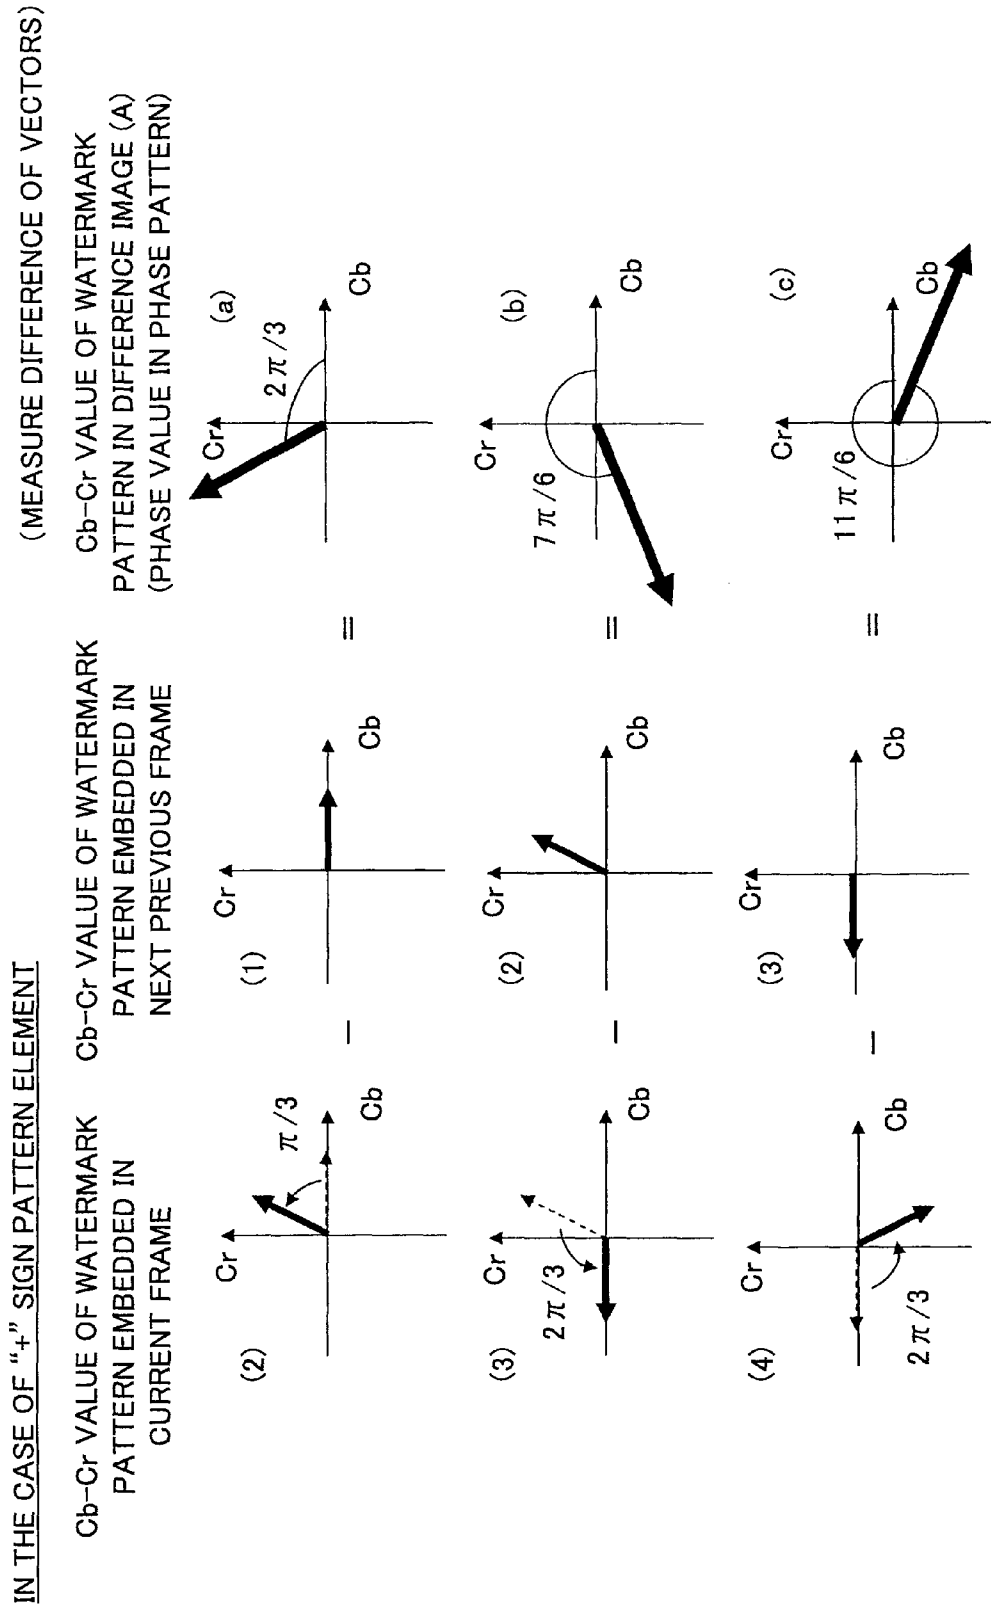 IN THE CASE OF "+" SIGN PATTERN ELEMENT
(MEASURE DIFFERENCE OF VECTORS)
Cb-Cr VALUE OF WATERMARK
PATTERN EMBEDDED IN
CURRENT FRAME
Cb-Cr VALUE OF WATERMARK
PATTERN EMBEDDED IN
NEXT PREVIOUS FRAME
Cb-Cr VALUE OF WATERMARK
PATTERN IN DIFFERENCE IMAGE (A)
(PHASE VALUE IN PHASE PATTERN)
(2)
Cr
π/3
Cb
−
(1)
Cr
Cb
=
Cr
(a)
2π/3
Cb
(3)
Cr
2π/3
Cb
−
(2)
Cr
Cb
=
Cr
(b)
7π/6
Cb
(4)
Cr
2π/3
Cb
−
(3)
Cr
Cb
=
Cr
(c)
11π/6
Cb